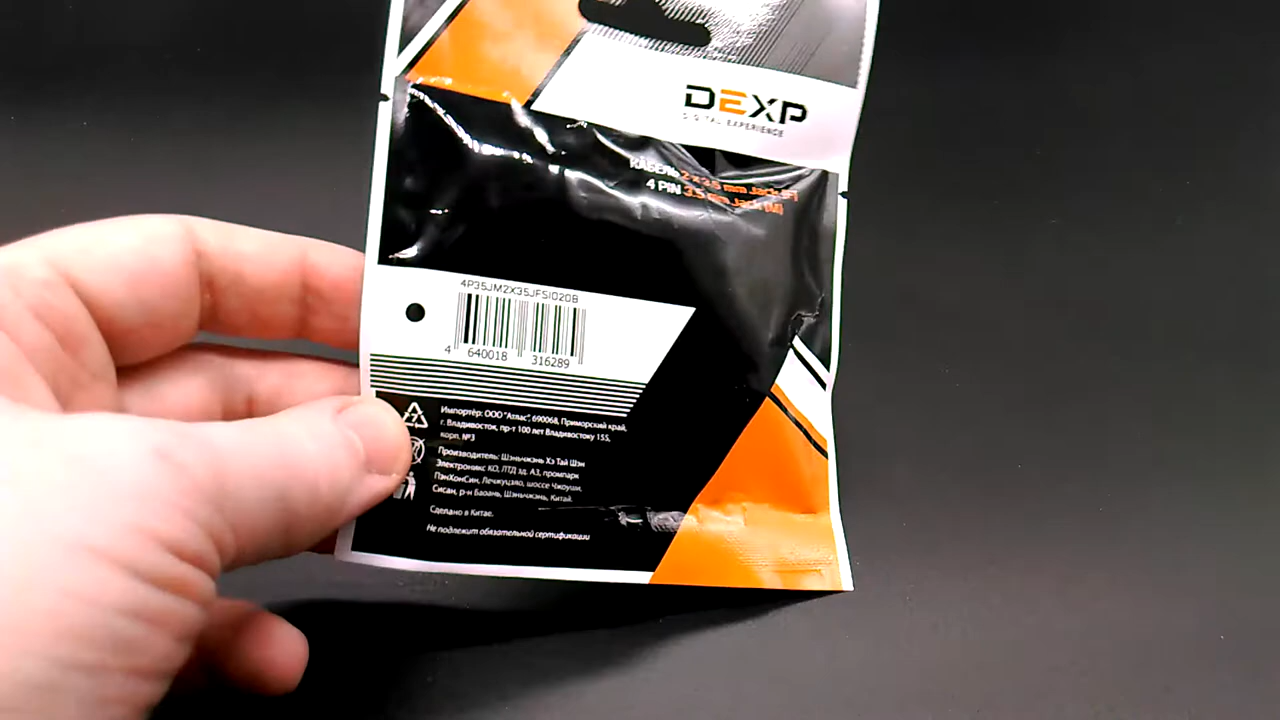 DEXP
DIGITAL EXPERIENCE
КАБЕЛЬ 2 x 3.5 mm Jack (F)
4 PIN 3.5 mm Jack (M)
4P35JM2X35JFSI020B
4 640018 316289
7
Импортёр: ООО "Атлас", 690068, Приморский край,
г. Владивосток, пр-т 100 лет Владивостоку 155,
корп. №3
Производитель: Шэньчжэнь Хэ Тай Шэн
Электроникс КО, ЛТД зд. А3, промпарк
ПэнХонСин, Лечжуцзяо, шоссе Чжоуши,
Сисан, р-н Баоань, Шэньчжэнь, Китай.
Сделано в Китае.
Не подлежит обязательной сертификации